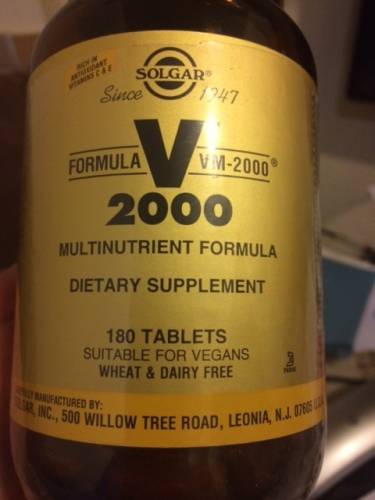 RICH IN
ANTIOXIDANT
VITAMINS C & E
SOLGAR®
Since 1947
FORMULA V VM-2000®
2000
MULTINUTRIENT FORMULA
DIETARY SUPPLEMENT
180 TABLETS
SUITABLE FOR VEGANS
WHEAT & DAIRY FREE
MANUFACTURED BY:
SOLGAR, INC., 500 WILLOW TREE ROAD, LEONIA, N.J. 07605